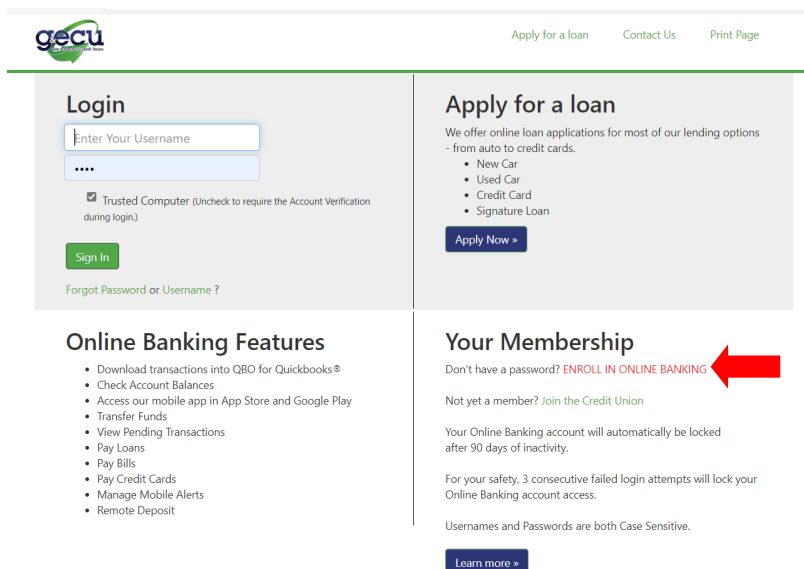 gecu
Apply for a loan
Contact Us
Print Page
Login
Enter Your Username
••••
Trusted Computer (Uncheck to require the Account Verification
during login.)
Sign In
Forgot Password or Username ?
Apply for a loan
We offer online loan applications for most of our lending options
- from auto to credit cards.
• New Car
• Used Car
• Credit Card
• Signature Loan
Apply Now »
Online Banking Features
• Download transactions into QBO for Quickbooks®
• Check Account Balances
• Access our mobile app in App Store and Google Play
• Transfer Funds
• View Pending Transactions
• Pay Loans
• Pay Bills
• Pay Credit Cards
• Manage Mobile Alerts
• Remote Deposit
Your Membership
Don't have a password? ENROLL IN ONLINE BANKING
Not yet a member? Join the Credit Union
Your Online Banking account will automatically be locked
after 90 days of inactivity.
For your safety, 3 consecutive failed login attempts will lock your
Online Banking account access.
Usernames and Passwords are both Case Sensitive.
Learn more »